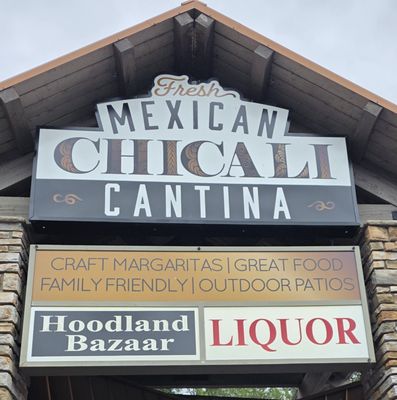 Fresh
MEXICAN
CHICALI
CANTINA
CRAFT MARGARITAS | GREAT FOOD
FAMILY FRIENDLY | OUTDOOR PATIOS
Hoodland
Bazaar
LIQUOR